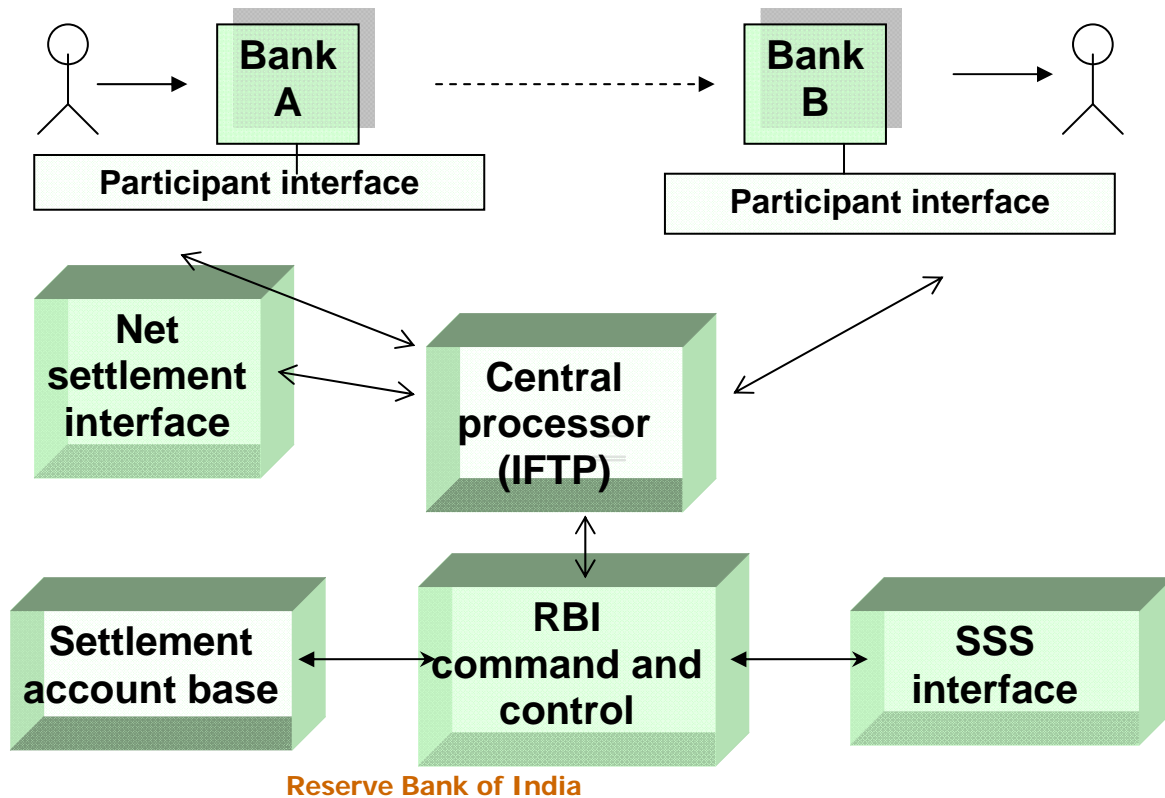 Bank
A
Bank
B
Participant interface
Participant interface
Net
settlement
interface
Central
processor
(IFTP)
Settlement
account base
RBI
command and
control
SSS
interface
Reserve Bank of India